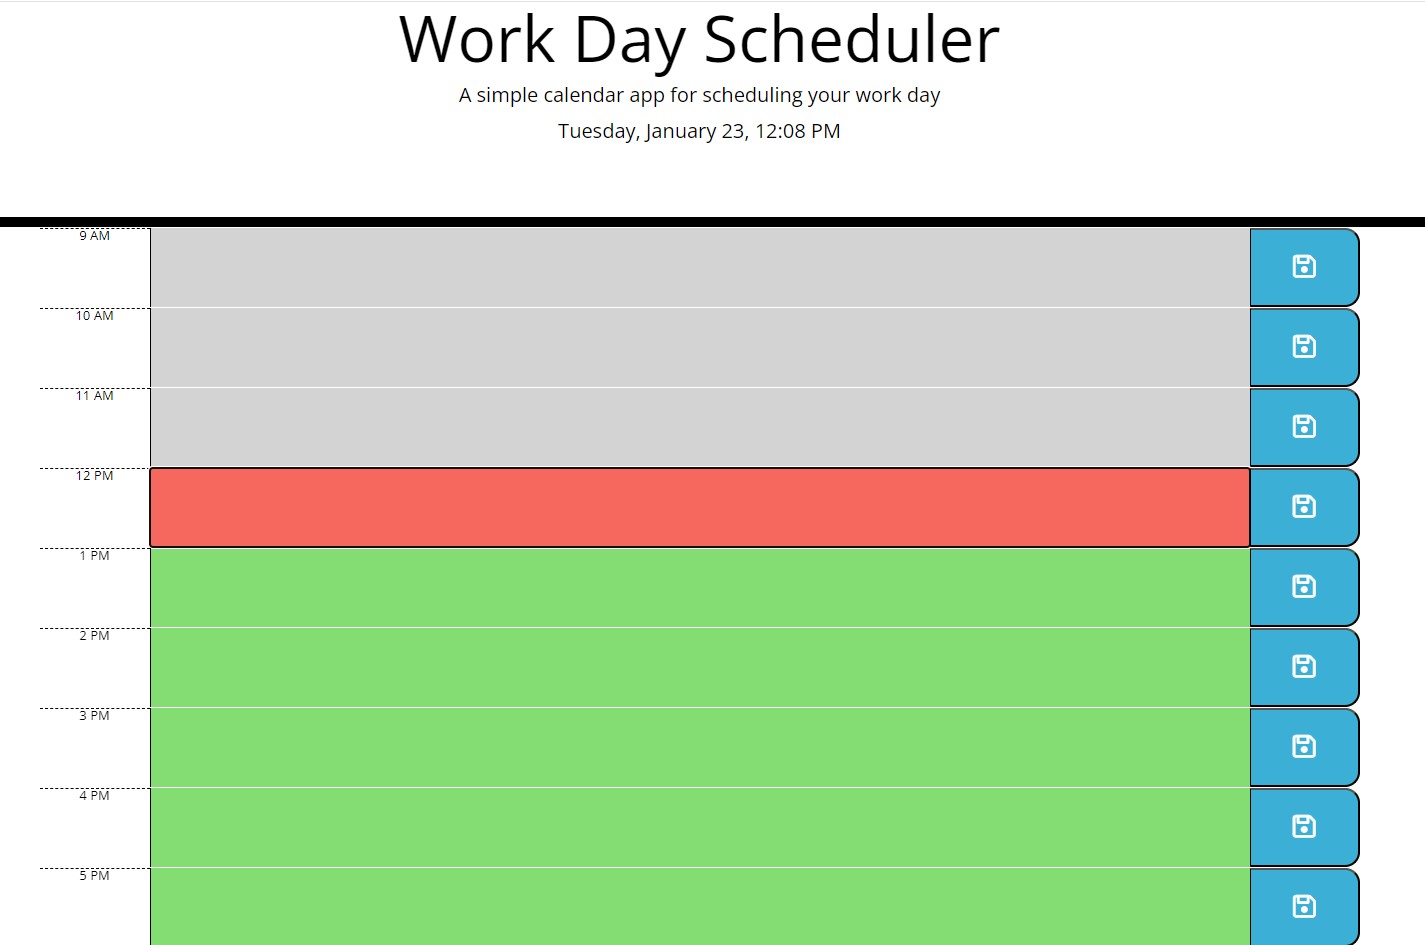 Work Day Scheduler
A simple calendar app for scheduling your work day
Tuesday, January 23, 12:08 PM
9 AM
10 AM
11 AM
12 PM
1 PM
2 PM
3 PM
4 PM
5 PM